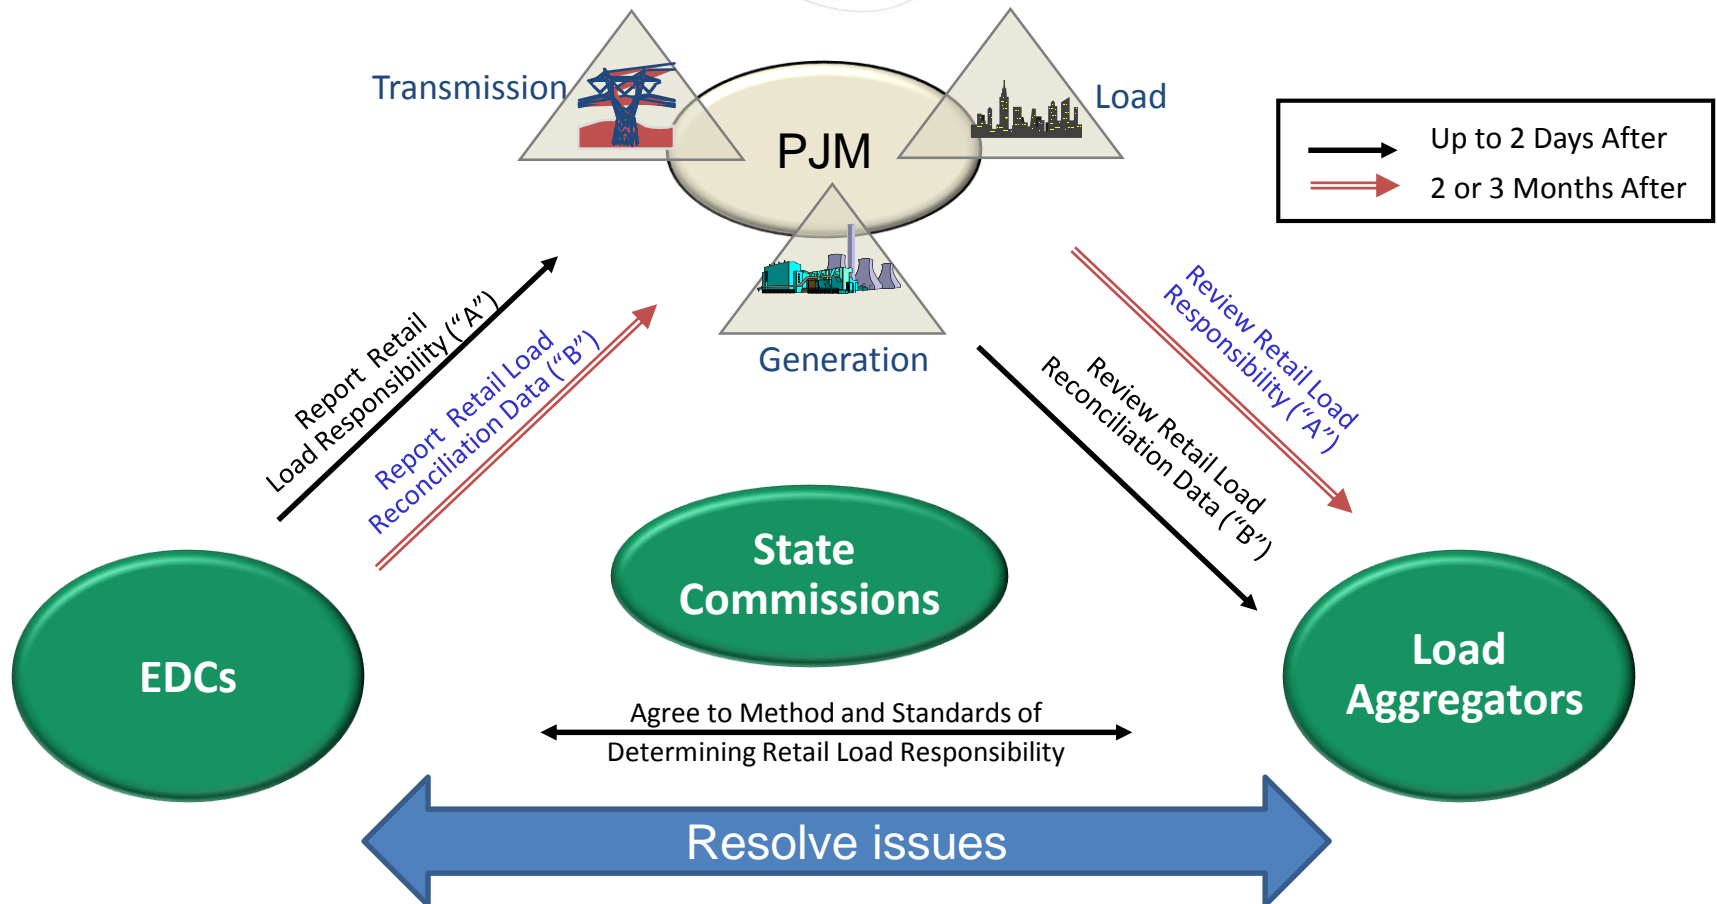 Transmission
Load
PJM
Generation
Up to 2 Days After
2 or 3 Months After
Report Retail
Load Responsibility (“A”)
Report Retail Load
Reconciliation Data (“B”)
Review Retail Load
Responsibility (“A”)
Review Retail Load
Reconciliation Data (“B”)
State
Commissions
EDCs
Load
Aggregators
Agree to Method and Standards of
Determining Retail Load Responsibility
Resolve issues